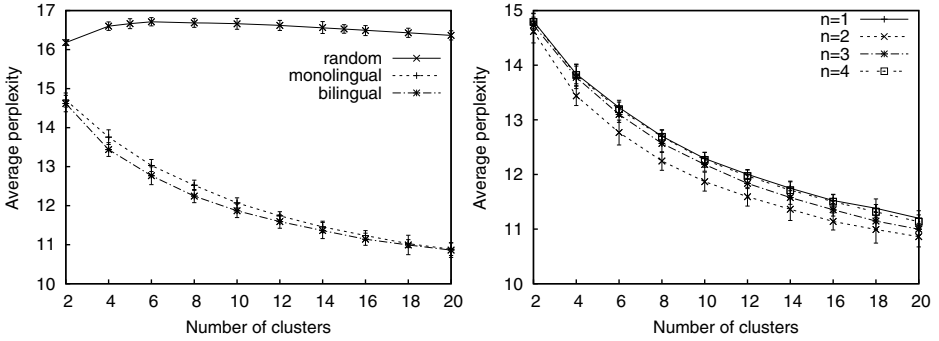 17
16
15
14
13
12
11
10
Average perplexity
random
monolingual
bilingual
2 4 6 8 10 12 14 16 18 20
Number of clusters
15
14
13
12
11
10
Average perplexity
n=1
n=2
n=3
n=4
2 4 6 8 10 12 14 16 18 20
Number of clusters